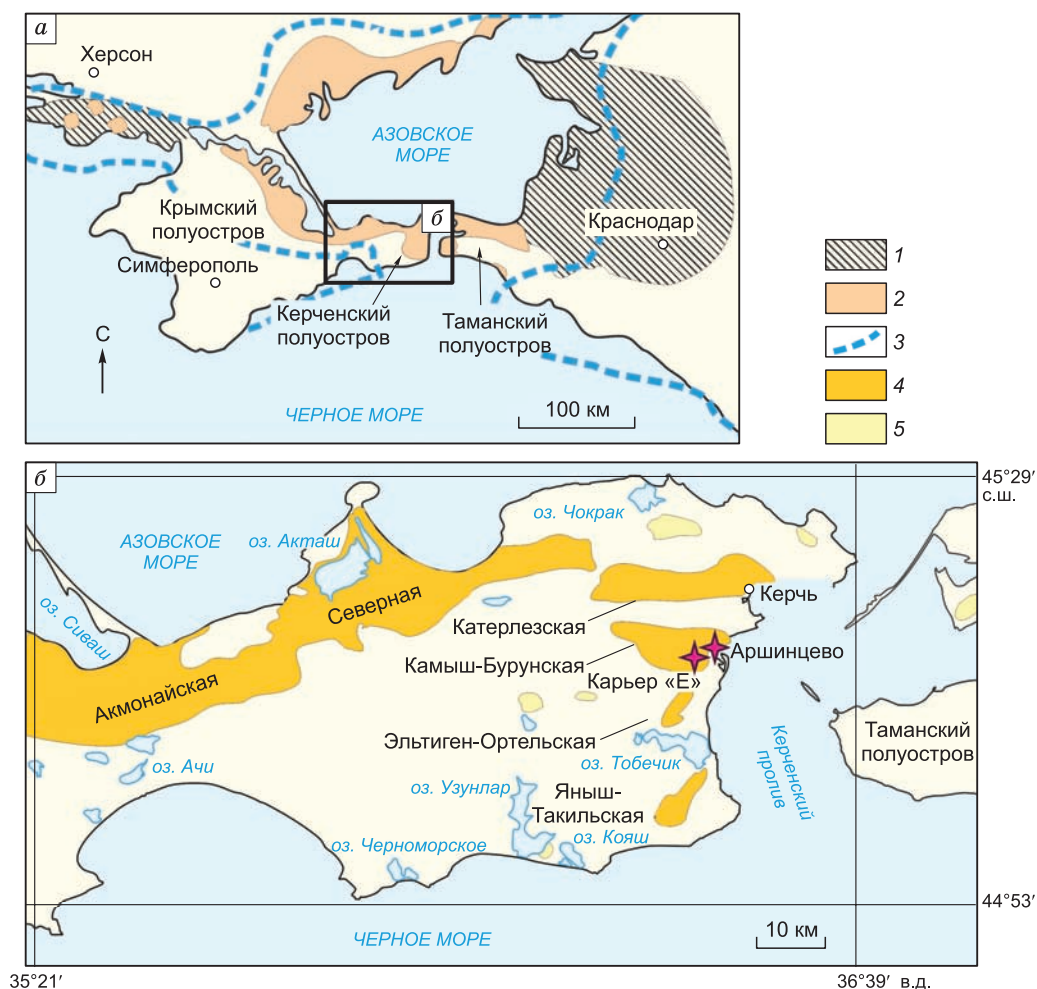 а
Херсон
АЗОВСКОЕ
МОРЕ
Крымский
полуостров
б
Краснодар
Симферополь
Керченский
полуостров
Таманский
полуостров
С
ЧЕРНОЕ МОРЕ
100 км
1
2
3
4
5
б
45°29′
с.ш.
оз. Чокрак
АЗОВСКОЕ
МОРЕ
оз. Акташ
оз. Сиваш
Северная
Керчь
Катерлезская
Камыш-Бурунская
Аршинцево
Карьер «Е»
Акмонайская
Эльтиген-Ортельская
Таманский
полуостров
оз. Ачи
оз. Тобечик
Керченский
пролив
оз. Узунлар
Яныш-
Такильская
оз. Кояш
оз. Черноморское
44°53′
ЧЕРНОЕ МОРЕ
10 км
35°21′
36°39′ в.д.